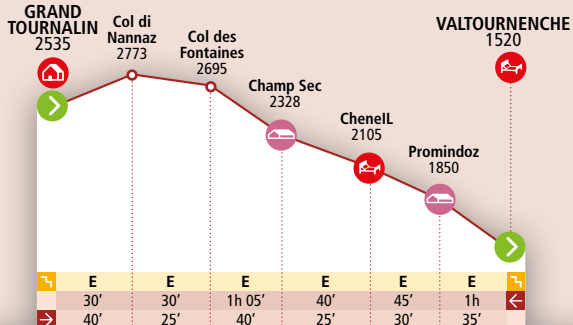 GRAND
TOURNALIN
2535
Col di
Nannaz
2773
Col des
Fontaines
2695
Champ Sec
2328
CheneIL
2105
Promindoz
1850
VALTOURNENCHE
1520
E E E E E E
30’ 30’ 1h 05’ 40’ 45’ 1h
40’ 25’ 40’ 25’ 30’ 35’